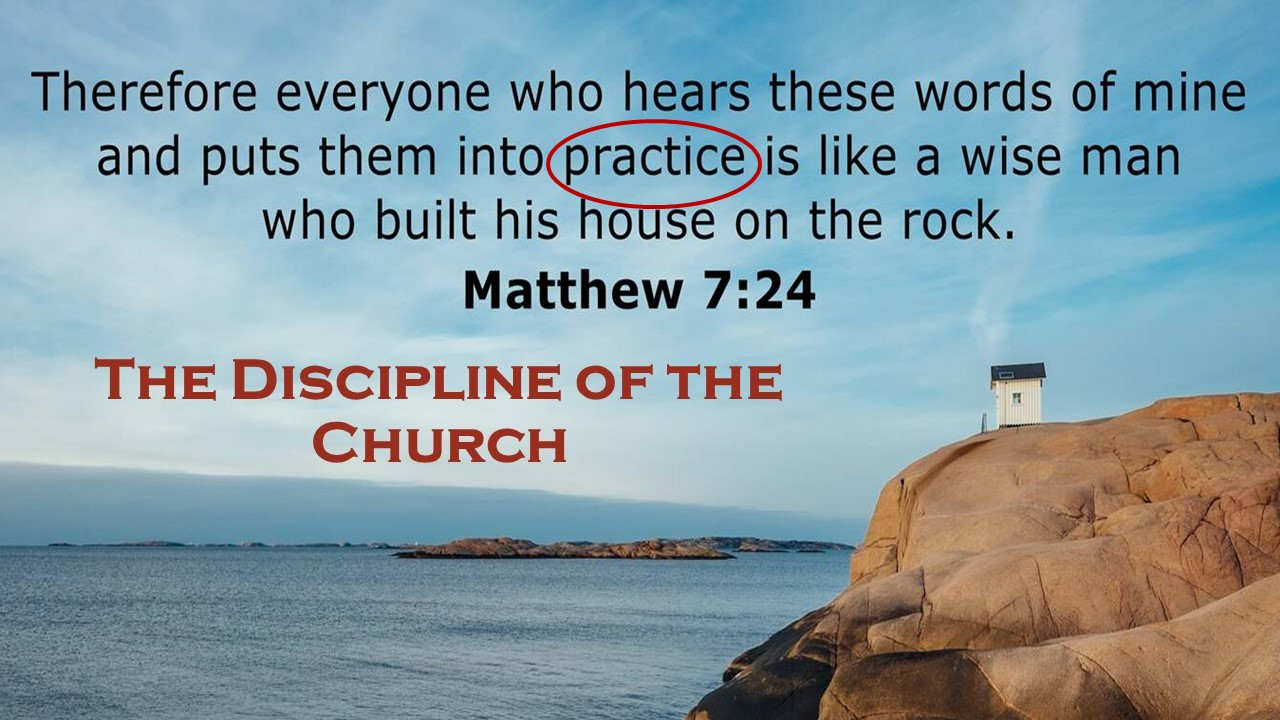 Therefore everyone who hears these words of mine
and puts them into practice is like a wise man
who built his house on the rock.
Matthew 7:24
The Discipline of the
Church